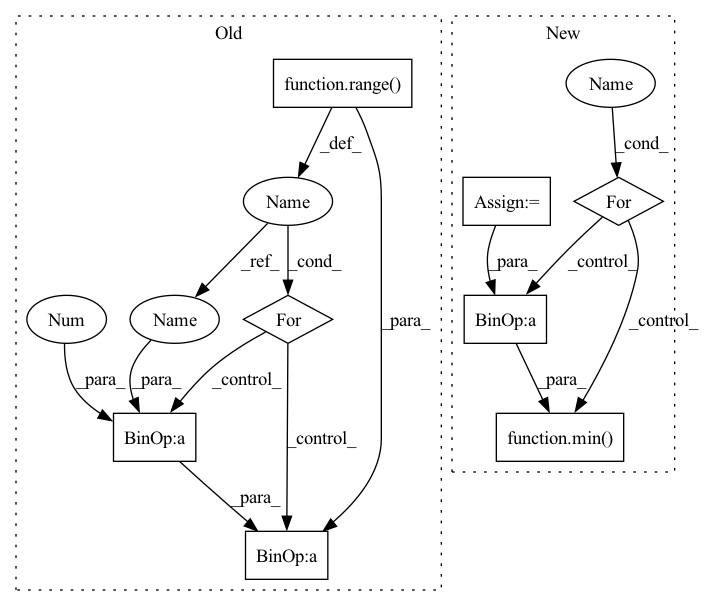 Old
New
function.range()
Name
_def_
_cond_
Name
Assign:=
For
_ref_
_cond_
_para_
_control_
Num
Name
For
_para_
BinOp:a
_control_
_para_
_para_
_control_
_para_
BinOp:a
_control_
function.min()
_para_
BinOp:a